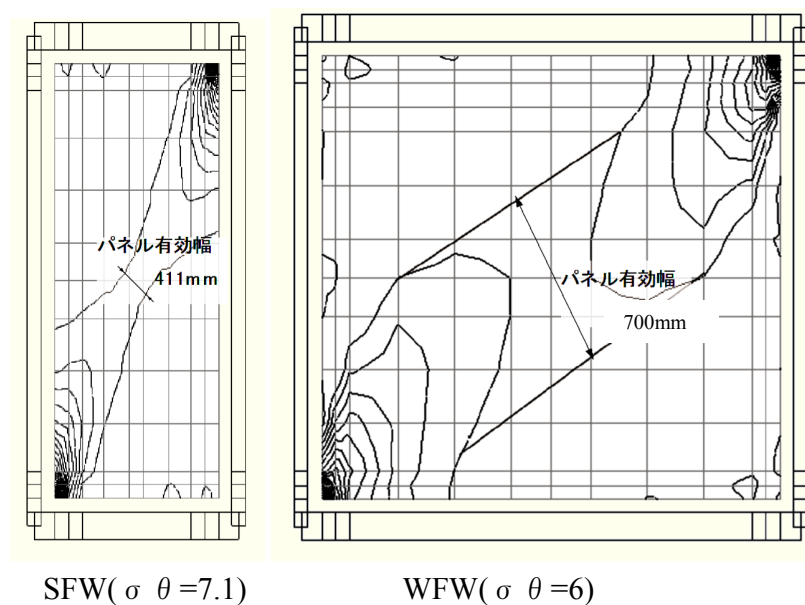 パネル有効幅
411mm
パネル有効幅
700mm
SFW( σ θ =7.1)
WFW( σ θ =6)